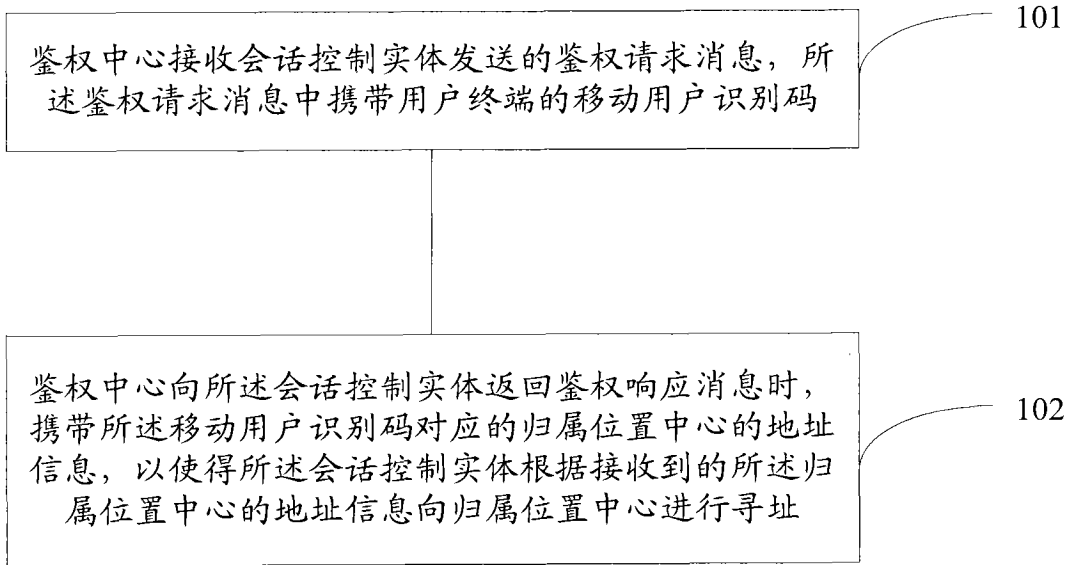 101
鉴权中心接收会话控制实体发送的鉴权请求消息，所
述鉴权请求消息中携带用户终端的移动用户识别码
102
鉴权中心向所述会话控制实体返回鉴权响应消息时，
携带所述移动用户识别码对应的归属位置中心的地址
信息，以使得所述会话控制实体根据接收到的所述归
属位置中心的地址信息向归属位置中心进行寻址